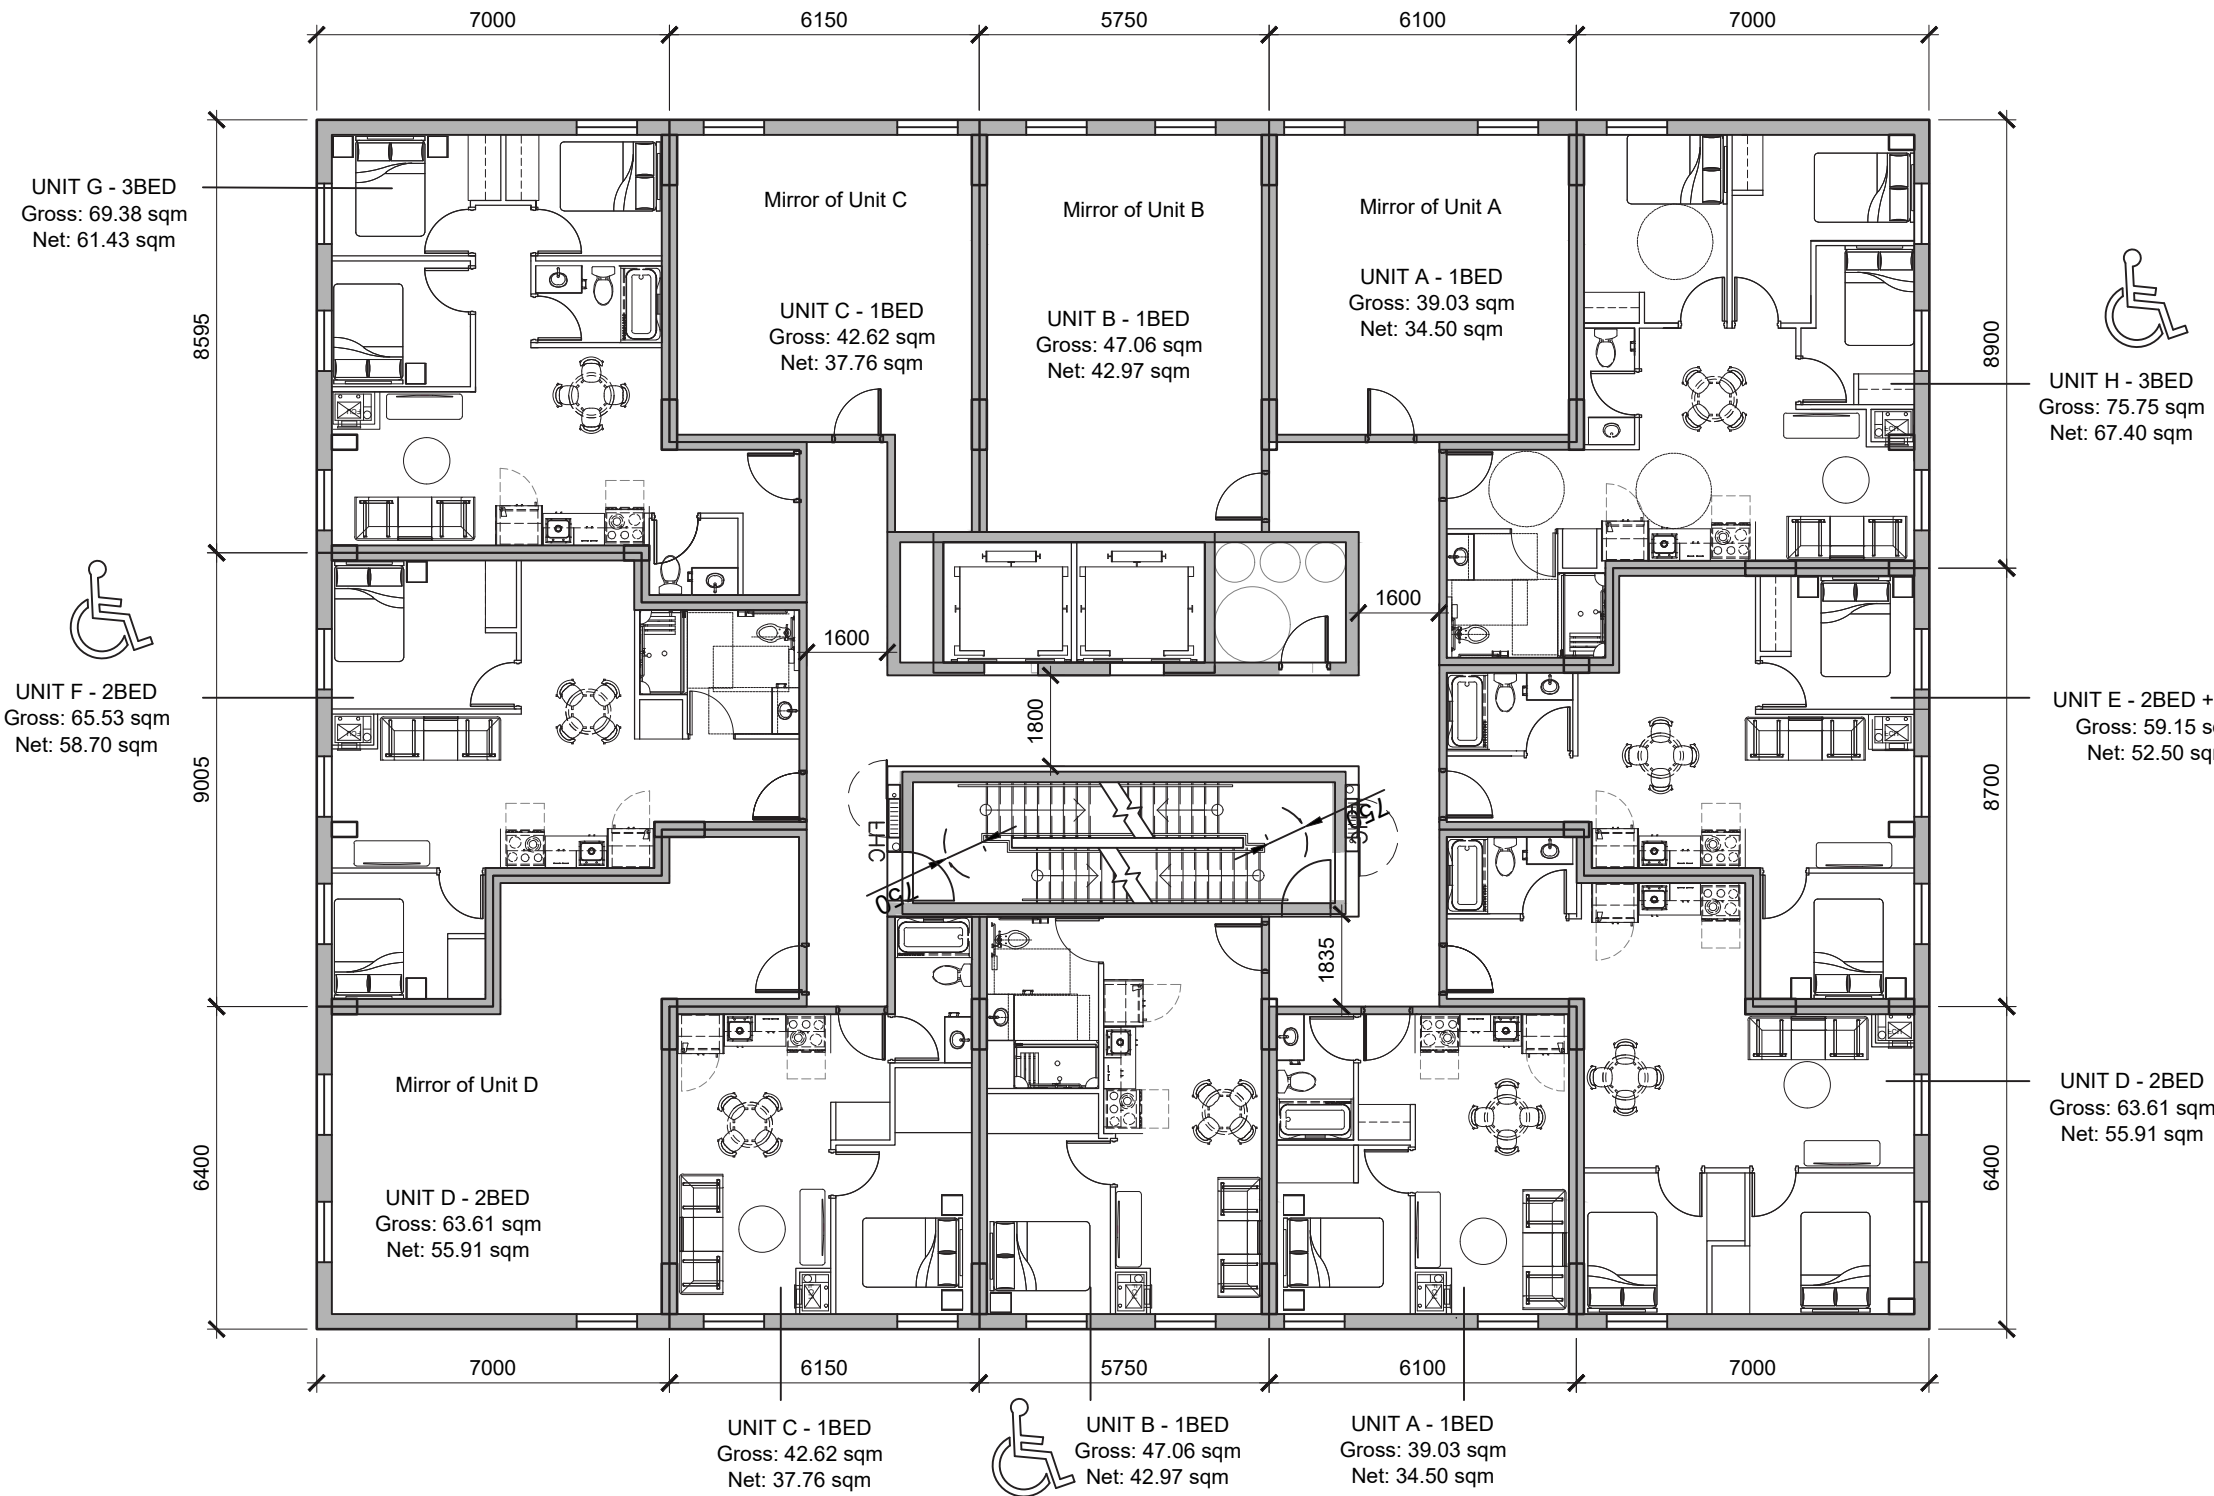 7000
6150
5750
6100
7000
UNIT G - 3BED
Gross: 69.38 sqm
Net: 61.43 sqm
Mirror of Unit C
Mirror of Unit B
Mirror of Unit A
UNIT C - 1BED
Gross: 42.62 sqm
Net: 37.76 sqm
UNIT B - 1BED
Gross: 47.06 sqm
Net: 42.97 sqm
UNIT A - 1BED
Gross: 39.03 sqm
Net: 34.50 sqm
8595
8900
UNIT H - 3BED
Gross: 75.75 sqm
Net: 67.40 sqm
1600
1600
UNIT F - 2BED
Gross: 65.53 sqm
Net: 58.70 sqm
1800
UNIT E - 2BED +
Gross: 59.15 s
Net: 52.50 sq
9005
8700
FHC
750
750
1835
Mirror of Unit D
UNIT D - 2BED
Gross: 63.61 sqm
Net: 55.91 sqm
UNIT D - 2BED
Gross: 63.61 sqm
Net: 55.91 sqm
6400
6400
7000
6150
5750
6100
7000
UNIT C - 1BED
Gross: 42.62 sqm
Net: 37.76 sqm
UNIT B - 1BED
Gross: 47.06 sqm
Net: 42.97 sqm
UNIT A - 1BED
Gross: 39.03 sqm
Net: 34.50 sqm